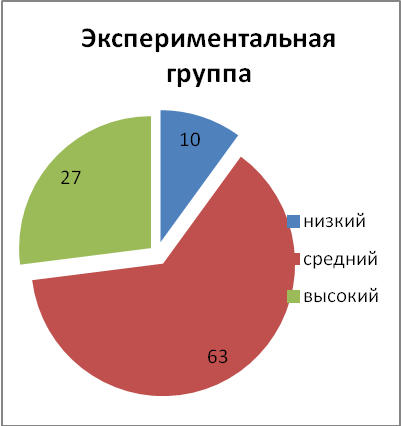 Экспериментальная
группа
10
27
63
низкий
средний
высокий